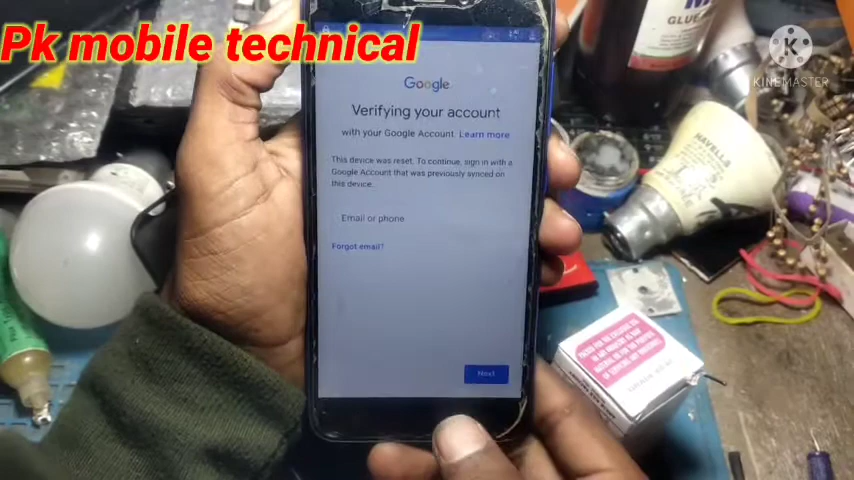 Pk mobile technical
KINEMASTER
Google
Verifying your account
with your Google Account. Learn more
This device was reset. To continue, sign in with a
Google Account that was previously synced on
this device.
Email or phone
Forgot email?
Next
GLUE
HAVELLS